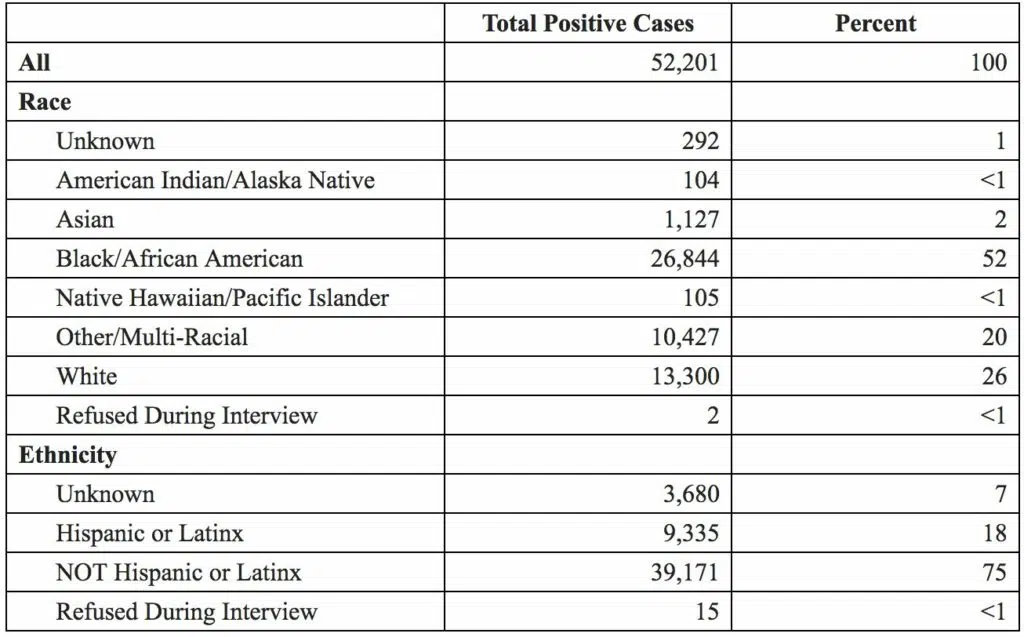 Total Positive Cases Percent
All 52,201 100
Race
Unknown 292 1
American Indian/Alaska Native 104 <1
Asian 1,127 2
Black/African American 26,844 52
Native Hawaiian/Pacific Islander 105 <1
Other/Multi-Racial 10,427 20
White 13,300 26
Refused During Interview 2 <1
Ethnicity
Unknown 3,680 7
Hispanic or Latinx 9,335 18
NOT Hispanic or Latinx 39,171 75
Refused During Interview 15 <1